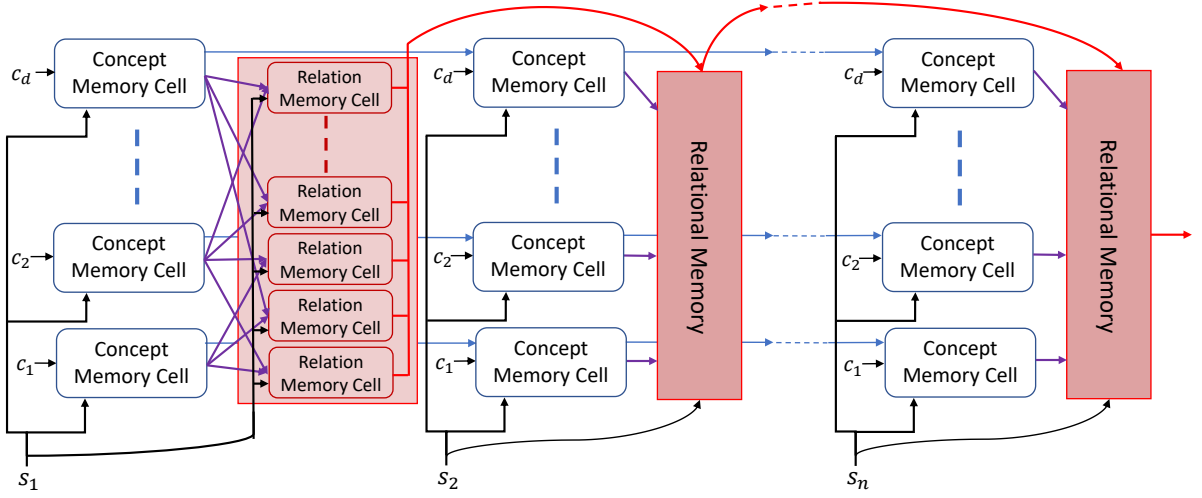 c_d
Concept
Memory Cell
c_2
Concept
Memory Cell
c_1
Concept
Memory Cell
s_1
Relation
Memory Cell
Relation
Memory Cell
Relation
Memory Cell
Relation
Memory Cell
Relation
Memory Cell
c_d
Concept
Memory Cell
c_2
Concept
Memory Cell
c_1
Concept
Memory Cell
s_2
Relational Memory
c_d
Concept
Memory Cell
c_2
Concept
Memory Cell
c_1
Concept
Memory Cell
s_n
Relational Memory